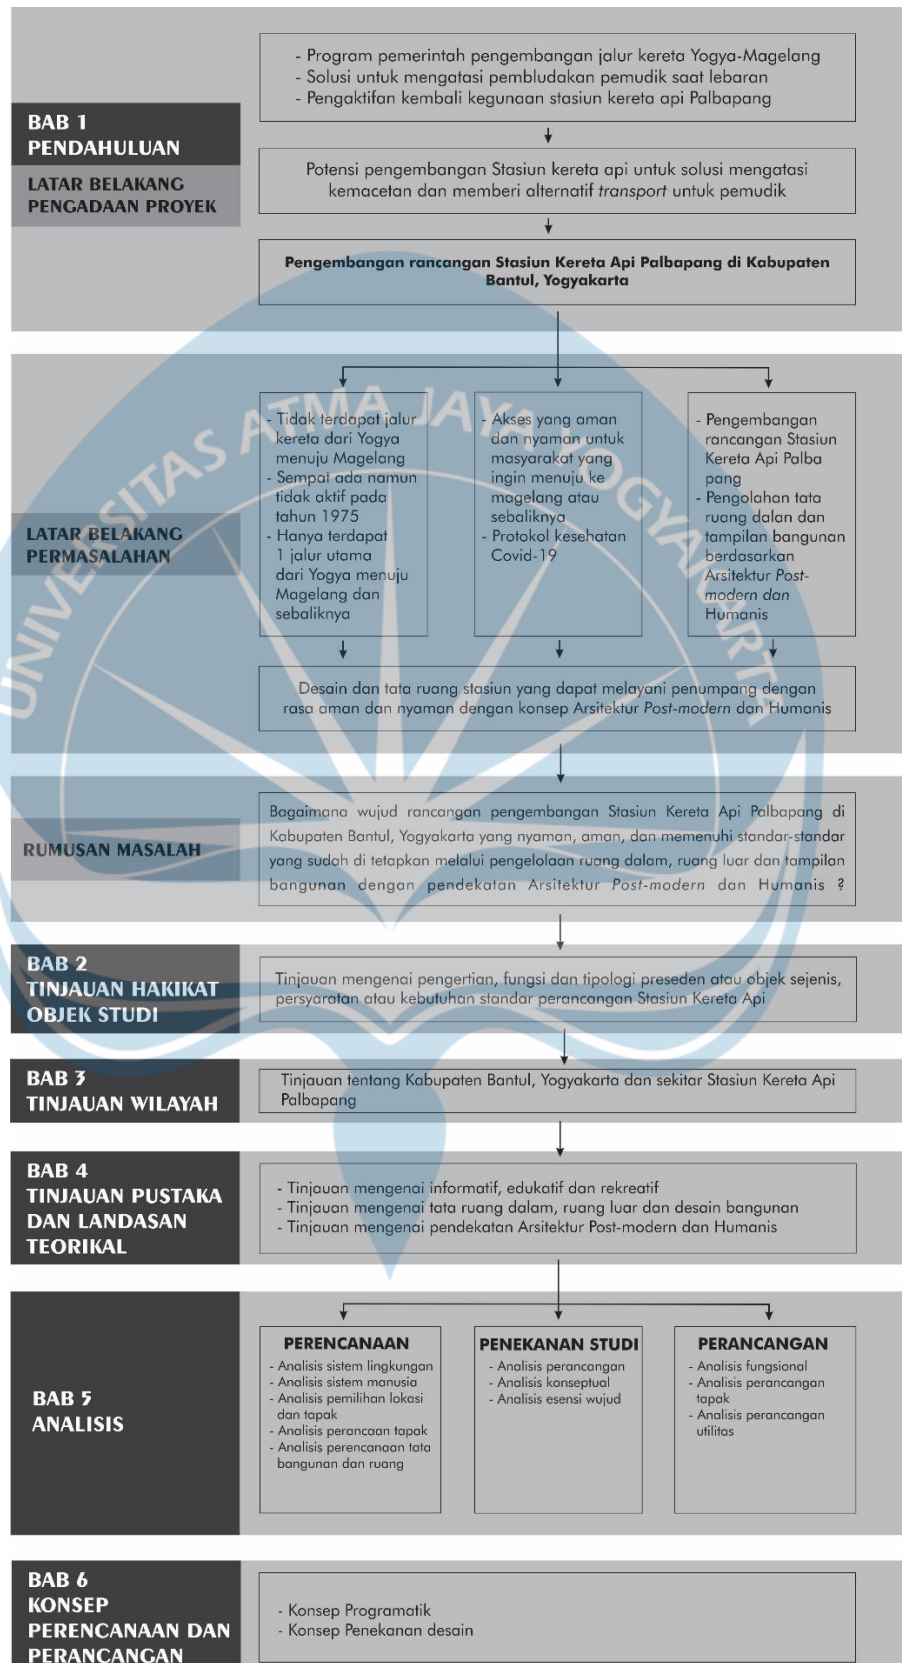 BAB 1
PENDAHULUAN
LATAR BELAKANG
PENGADAAN PROYEK
- Program pemerintah pengembangan jalur kereta Yogya-Magelang
- Solusi untuk mengatasi pembludakan pemudik saat lebaran
- Pengaktifan kembali kegunaan stasiun kereta api Palbapang
Potensi pengembangan Stasiun kereta api untuk solusi mengatasi
kemacetan dan memberi alternatif transport untuk pemudik
Pengembangan rancangan Stasiun Kereta Api Palbapang di Kabupaten
Bantul, Yogyakarta
UNIVERSITAS ATMA JAYA YOGYAKARTA
LATAR BELAKANG
PERMASALAHAN
- Tidak terdapat jalur
kereta dari Yogya
menuju Magelang
- Sempat ada namun
tidak aktif pada
tahun 1975
- Hanya terdapat
1 jalur utama
dari Yogya menuju
Magelang dan
sebaliknya
- Akses yang aman
dan nyaman untuk
masyarakat yang
ingin menuju ke
magelang atau
sebaliknya
- Protokol kesehatan
Covid-19
- Pengembangan
rancangan Stasiun
Kereta Api Palba
pang
- Pengolahan tata
ruang dalan dan
tampilan bangunan
berdasarkan
Arsitektur Post-
modern dan
Humanis
Desain dan tata ruang stasiun yang dapat melayani penumpang dengan
rasa aman dan nyaman dengan konsep Arsitektur Post-modern dan Humanis
RUMUSAN MASALAH
Bagaimana wujud rancangan pengembangan Stasiun Kereta Api Palbapang di
Kabupaten Bantul, Yogyakarta yang nyaman, aman, dan memenuhi standar-standar
yang sudah di tetapkan melalui pengelolaan ruang dalam, ruang luar dan tampilan
bangunan dengan pendekatan Arsitektur Post-modern dan Humanis ?
BAB 2
TINJAUAN HAKIKAT
OBJEK STUDI
Tinjauan mengenai pengertian, fungsi dan tipologi preseden atau objek sejenis,
persyaratan atau kebutuhan standar perancangan Stasiun Kereta Api
BAB 3
TINJAUAN WILAYAH
Tinjauan tentang Kabupaten Bantul, Yogyakarta dan sekitar Stasiun Kereta Api
Palbapang
BAB 4
TINJAUAN PUSTAKA
DAN LANDASAN
TEORIKAL
- Tinjauan mengenai informatif, edukatif dan rekreatif
- Tinjauan mengenai tata ruang dalam, ruang luar dan desain bangunan
- Tinjauan mengenai pendekatan Arsitektur Post-modern dan Humanis
BAB 5
ANALISIS
PERENCANAAN
- Analisis sistem lingkungan
- Analisis sistem manusia
- Analisis pemilihan lokasi
dan tapak
- Analisis perancaan tapak
- Analisis perencanaan tata
bangunan dan ruang
PENEKANAN STUDI
- Analisis perancangan
- Analisis konseptual
- Analisis esensi wujud
PERANCANGAN
- Analisis fungsional
- Analisis perancangan
tapak
- Analisis perancangan
utilitas
BAB 6
KONSEP
PERENCANAAN DAN
PERANCANGAN
- Konsep Programatik
- Konsep Penekanan desain